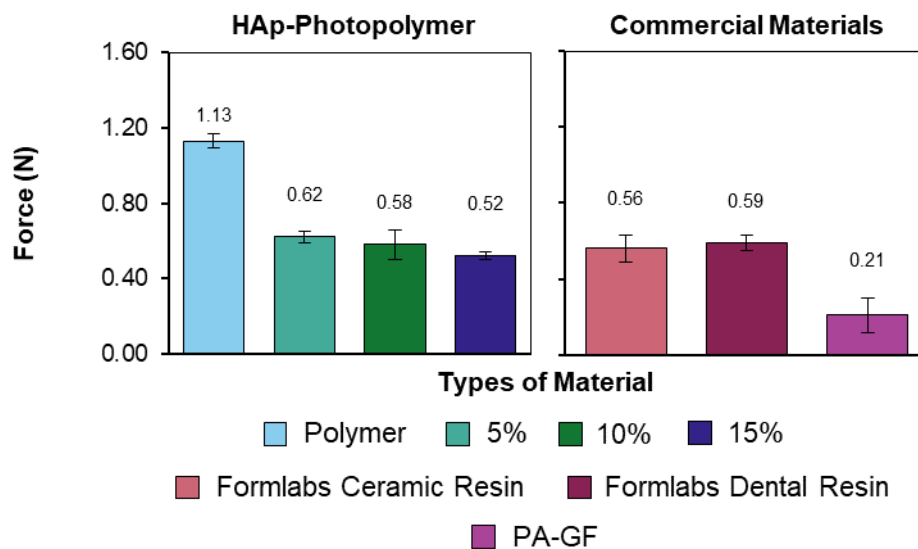 HAp-Photopolymer
Commercial Materials
Force (N)
1.60
1.20
0.80
0.40
0.00
1.13
0.62
0.58
0.52
0.56
0.59
0.21
Types of Material
Polymer 5% 10% 15%
Formlabs Ceramic Resin Formlabs Dental Resin
PA-GF